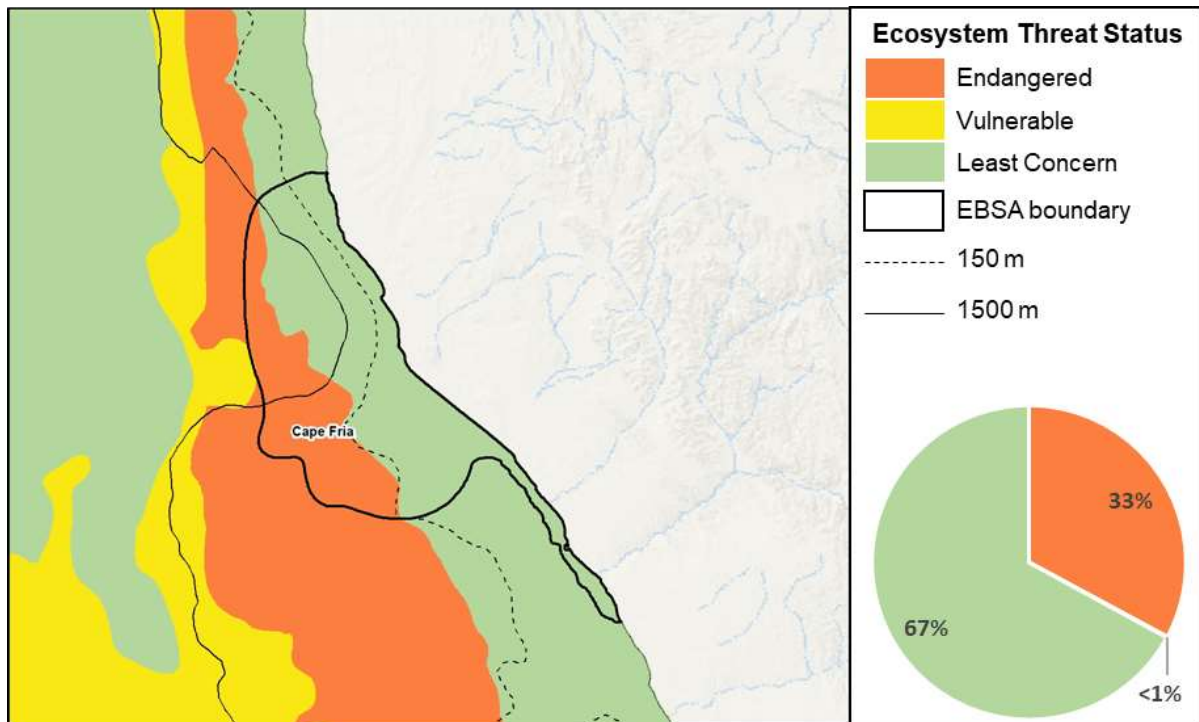 Cape Fria
Ecosystem Threat Status
Endangered
Vulnerable
Least Concern
EBSA boundary
150 m
1500 m
33%
67%
<1%